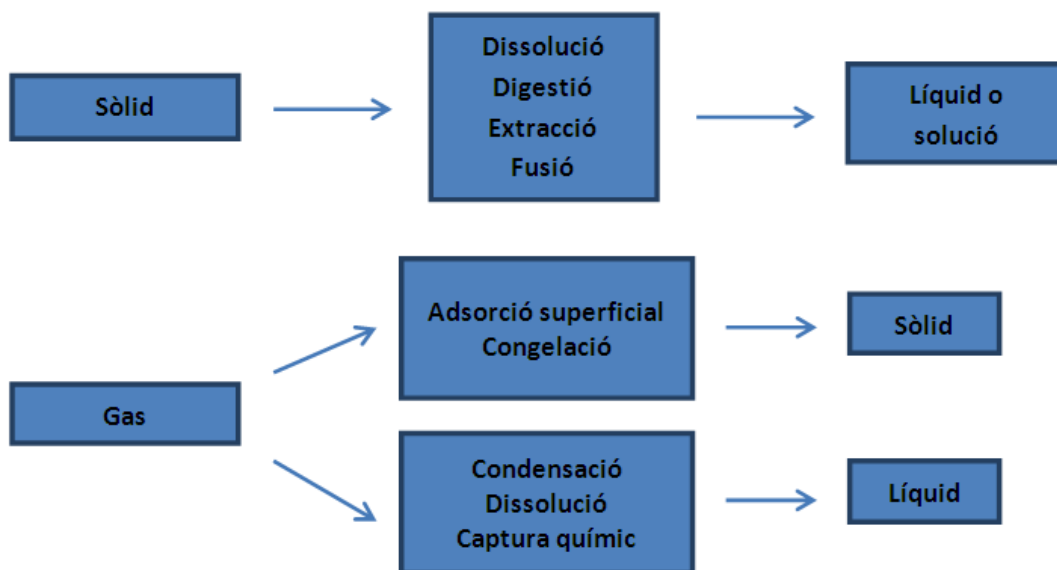 Sòlid
Dissolució
Digestió
Extracció
Fusió
Líquid o
solució
Gas
Adsorció superficial
Congelació
Sòlid
Condensació
Dissolució
Captura químic
Líquid